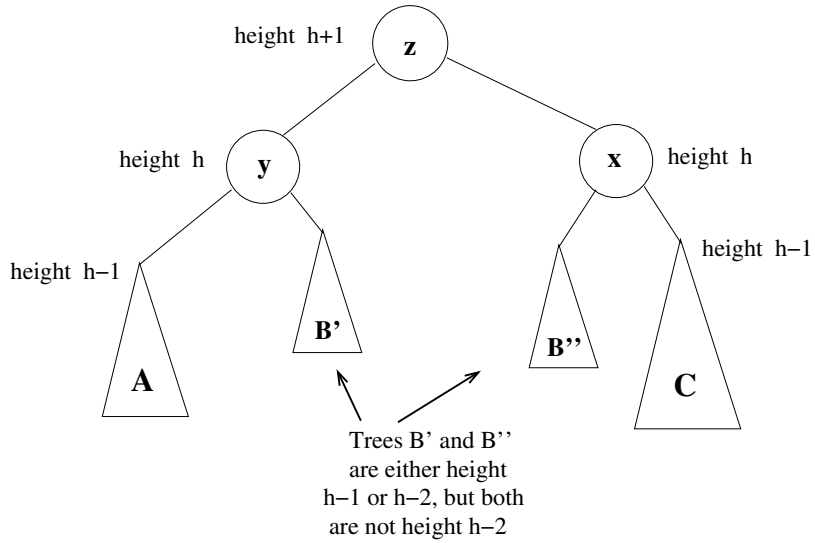 height h+1
z
height h
y
x
height h
height h−1
height h−1
B’
B’’
A
C
Trees B’ and B’’
are either height
h−1 or h−2, but both
are not height h−2